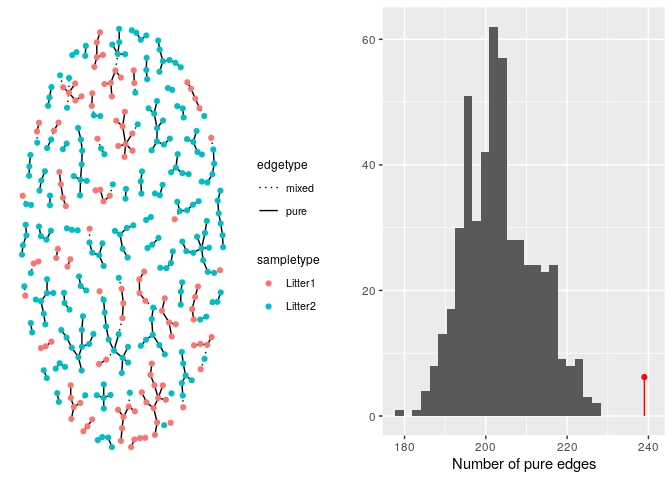 edgetype
mixed
pure
sampletype
Litter1
Litter2
60
40
20
0
180 200 220 240
Number of pure edges